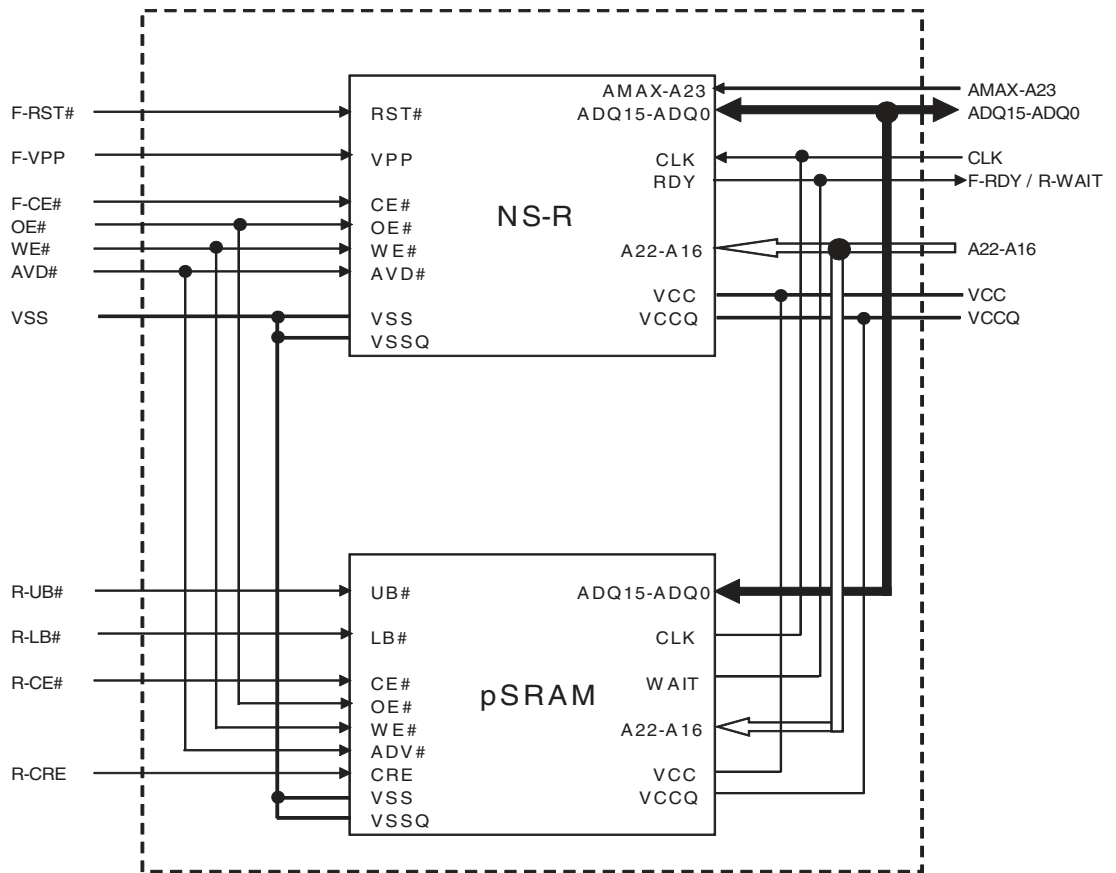 F-RST#
F-VPP
F-CE#
OE#
WE#
AVD#
VSS
RST#
VPP
CE#
OE#
WE#
AVD#
VSS
VSSQ
NS-R
AMAX-A23
ADQ15-ADQ0
CLK
RDY
A22-A16
VCC
VCCQ
AMAX-A23
ADQ15-ADQ0
CLK
F-RDY / R-WAIT
A22-A16
VCC
VCCQ
R-UB#
R-LB#
R-CE#
R-CRE
UB#
LB#
CE#
OE#
WE#
ADV#
CRE
VSS
VSSQ
pSRAM
ADQ15-ADQ0
CLK
WAIT
A22-A16
VCC
VCCQ